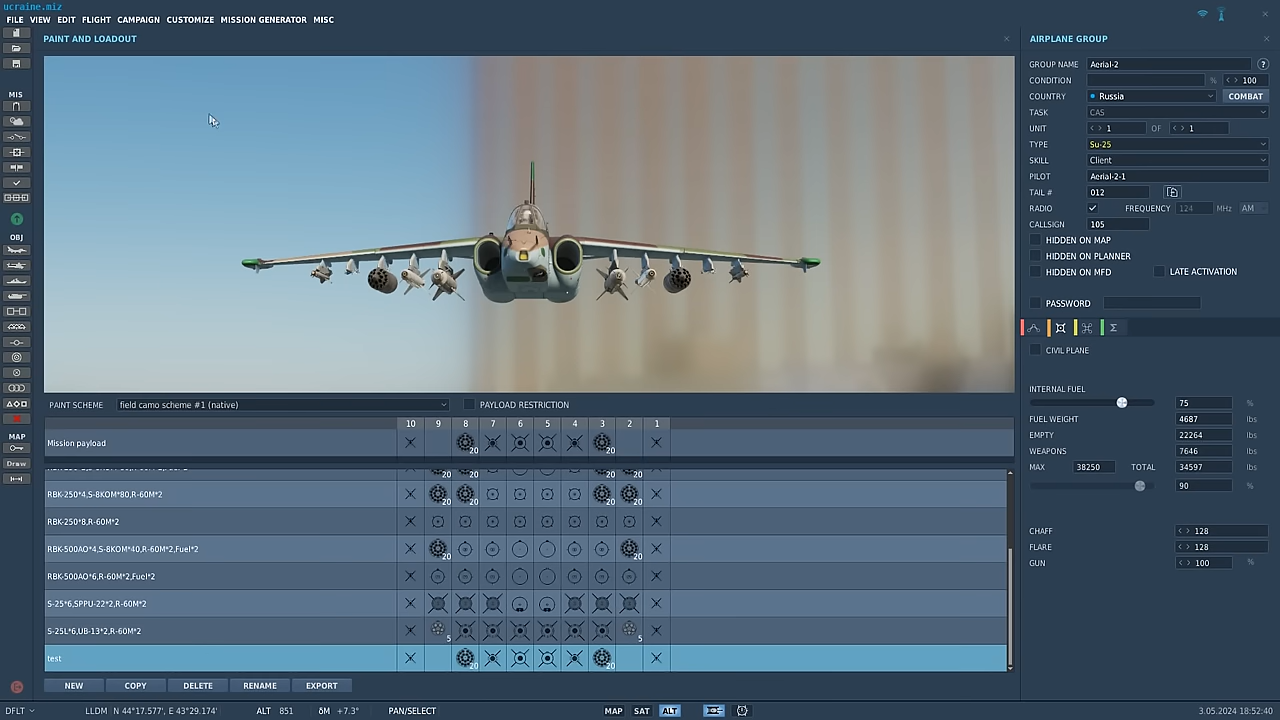 ucraine.miz
FILE VIEW EDIT FLIGHT CAMPAIGN CUSTOMIZE MISSION GENERATOR MISC
PAINT AND LOADOUT
MIS
OBJ
MAP
Draw
PAINT SCHEME field camo scheme #1 (native) PAYLOAD RESTRICTION
10 9 8 7 6 5 4 3 2 1
Mission payload 20 20
20 20 20 20
RBK-250*4,S-8KOM*80,R-60M*2 20 20 20 20
RBK-250*8,R-60M*2
RBK-500AO*4,S-8KOM*40,R-60M*2,Fuel*2 20 20
RBK-500AO*6,R-60M*2,Fuel*2
S-25*6,SPPU-22*2,R-60M*2
S-25L*6,UB-13*2,R-60M*2 5 5
test 20 20
NEW COPY DELETE RENAME EXPORT
AIRPLANE GROUP
GROUP NAME Aerial-2 ?
CONDITION % < > 100
COUNTRY Russia COMBAT
TASK CAS
UNIT < > 1 OF < > 1
TYPE Su-25
SKILL Client
PILOT Aerial-2-1
TAIL # 012
RADIO FREQUENCY 124 MHz AM
CALLSIGN 105
HIDDEN ON MAP
HIDDEN ON PLANNER
HIDDEN ON MFD LATE ACTIVATION
PASSWORD
Σ
CIVIL PLANE
INTERNAL FUEL 75 %
FUEL WEIGHT 4687 lbs
EMPTY 22264 lbs
WEAPONS 7646 lbs
MAX 38250 TOTAL 34597 lbs
90 %
CHAFF < > 128
FLARE < > 128
GUN < > 100 %
DFLT LLDM N 44°17.577', E 43°29.174' ALT 851 δM +7.3° PAN/SELECT MAP SAT ALT 3.05.2024 18:52:40